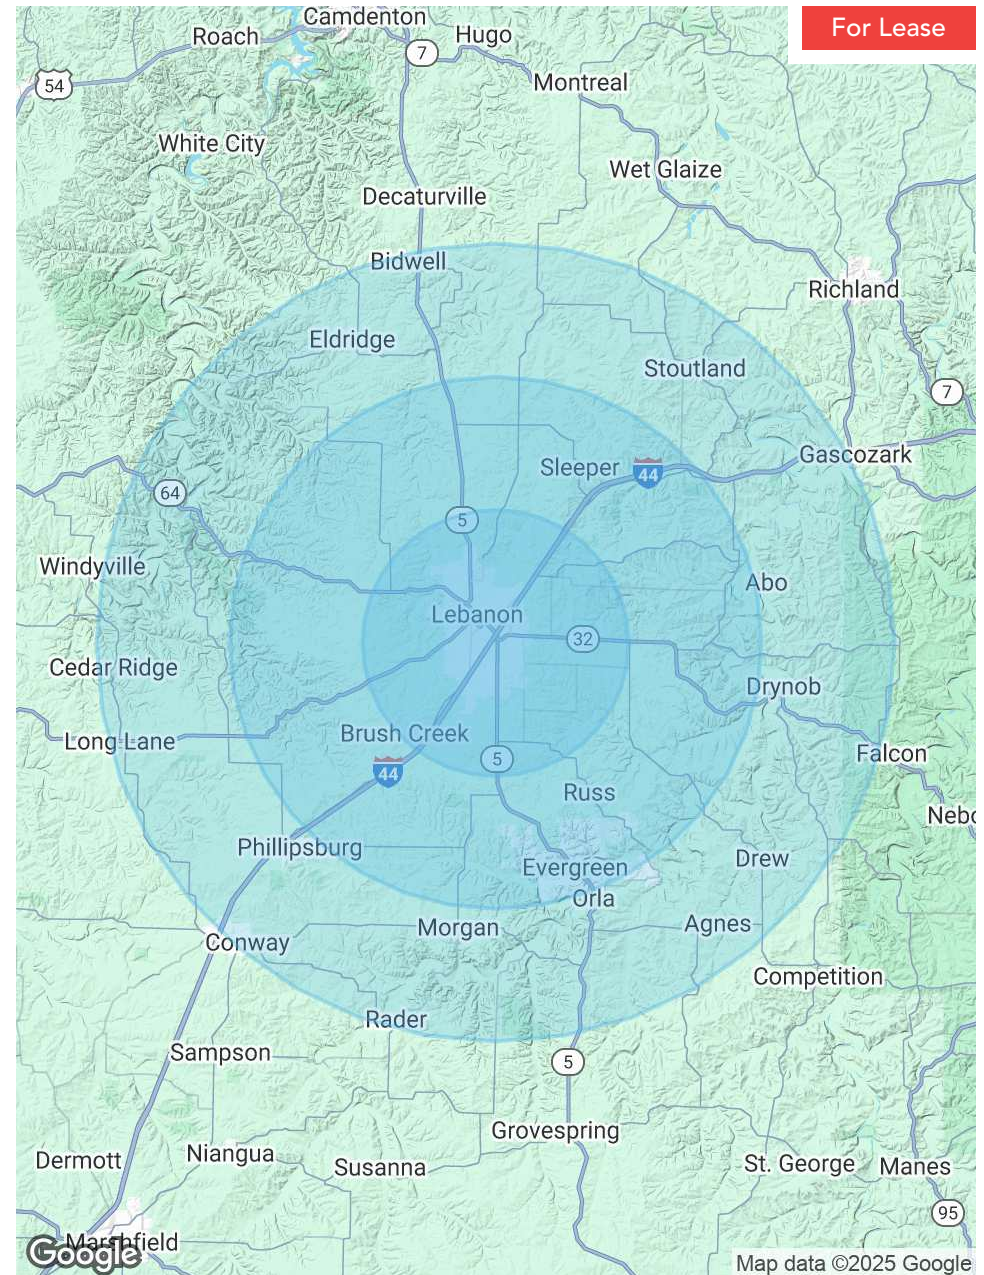 For Lease
Camdenton
Roach
Hugo
7
54
Montreal
White City
Wet Glaize
Decaturville
Bidwell
Richland
Eldridge
Stoutland
7
Gascozark
Sleeper
44
64
5
Windyville
Abo
Lebanon
32
Cedar Ridge
Drynob
Brush Creek
Long Lane
Falcon
5
44
Russ
Nebo
Phillipsburg
Drew
Evergreen
Orla
Morgan
Agnes
Conway
Competition
Rader
Sampson
5
Grovespring
Dermott
Niangua
Susanna
St. George
Manes
95
Marshfield
Google
Map data ©2025 Google